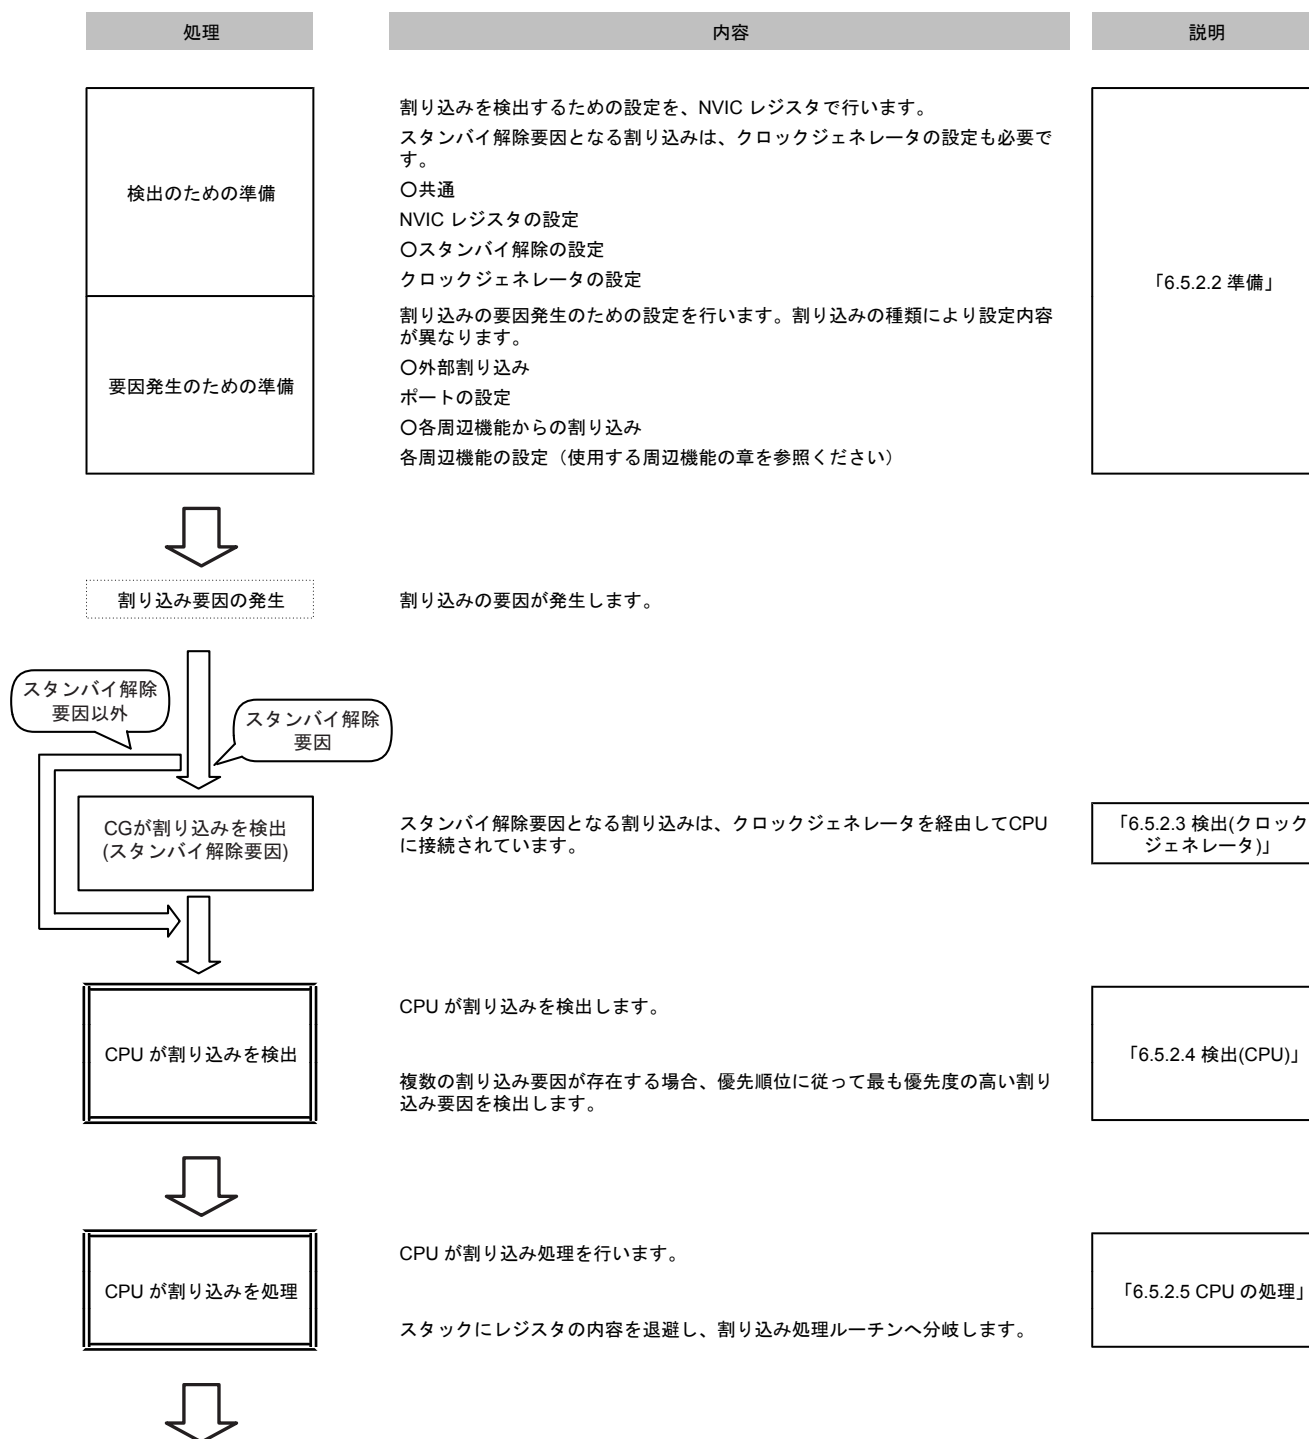 処理
内容
説明
検出のための準備
割り込みを検出するための設定を、NVIC レジスタで行います。
スタンバイ解除要因となる割り込みは、クロックジェネレータの設定も必要で
す。
〇共通
NVIC レジスタの設定
〇スタンバイ解除の設定
クロックジェネレータの設定
「6.5.2.2 準備」
要因発生のための準備
割り込みの要因発生のための設定を行います。割り込みの種類により設定内容
が異なります。
〇外部割り込み
ポートの設定
〇各周辺機能からの割り込み
各周辺機能の設定（使用する周辺機能の章を参照ください）
割り込み要因の発生
割り込みの要因が発生します。
スタンバイ解除
要因以外
スタンバイ解除
要因
CGが割り込みを検出
(スタンバイ解除要因)
スタンバイ解除要因となる割り込みは、クロックジェネレータを経由してCPU
に接続されています。
「6.5.2.3 検出(クロック
ジェネレータ)」
CPU が割り込みを検出
CPU が割り込みを検出します。
複数の割り込み要因が存在する場合、優先順位に従って最も優先度の高い割り
込み要因を検出します。
「6.5.2.4 検出(CPU)」
CPU が割り込みを処理
CPU が割り込み処理を行います。
スタックにレジスタの内容を退避し、割り込み処理ルーチンへ分岐します。
「6.5.2.5 CPU の処理」